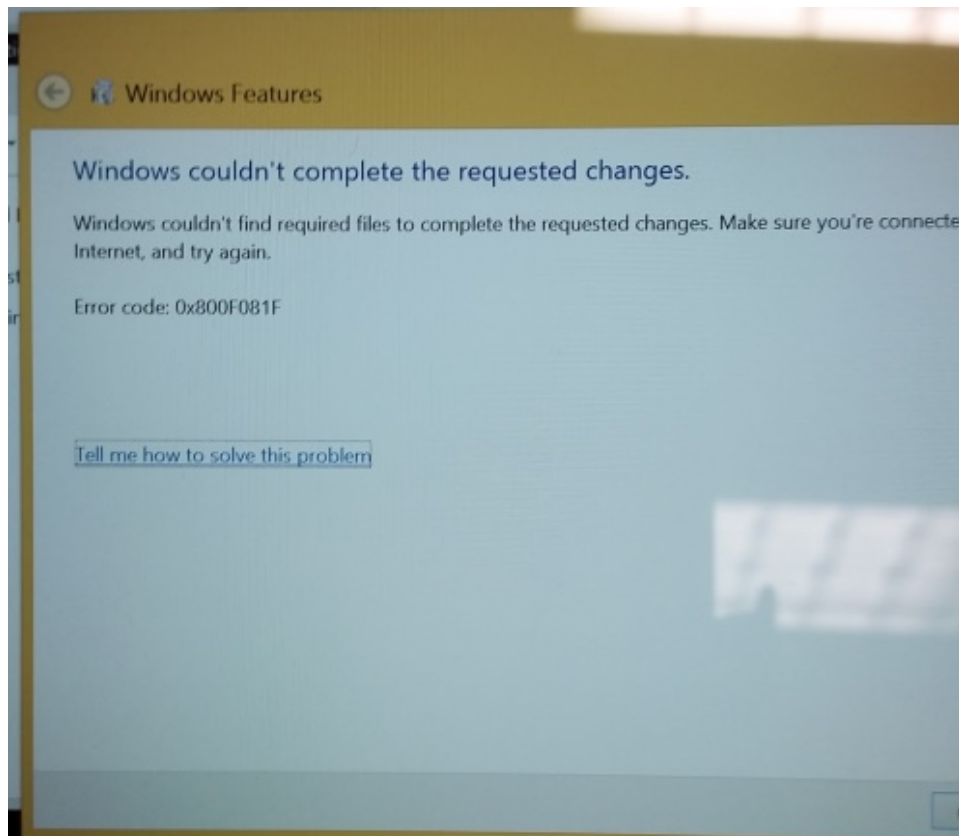 Windows Features
Windows couldn't complete the requested changes.
Windows couldn't find required files to complete the requested changes. Make sure you're
Internet, and try again.
Error code: 0x800F081F
Tell me how to solve this problem